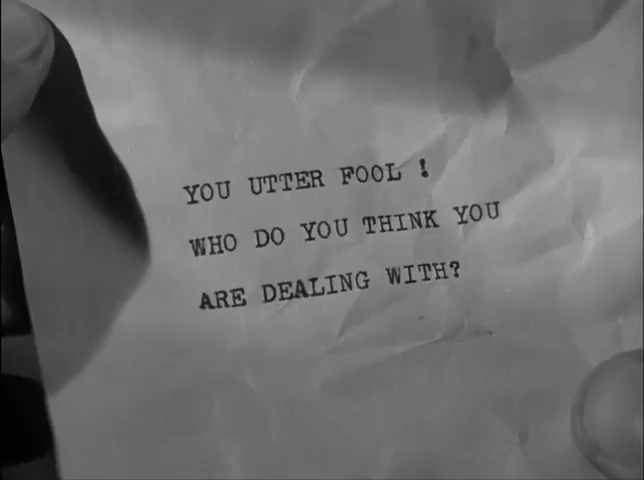 YOU UTTER FOOL !
WHO DO YOU THINK YOU
ARE DEALING WITH?